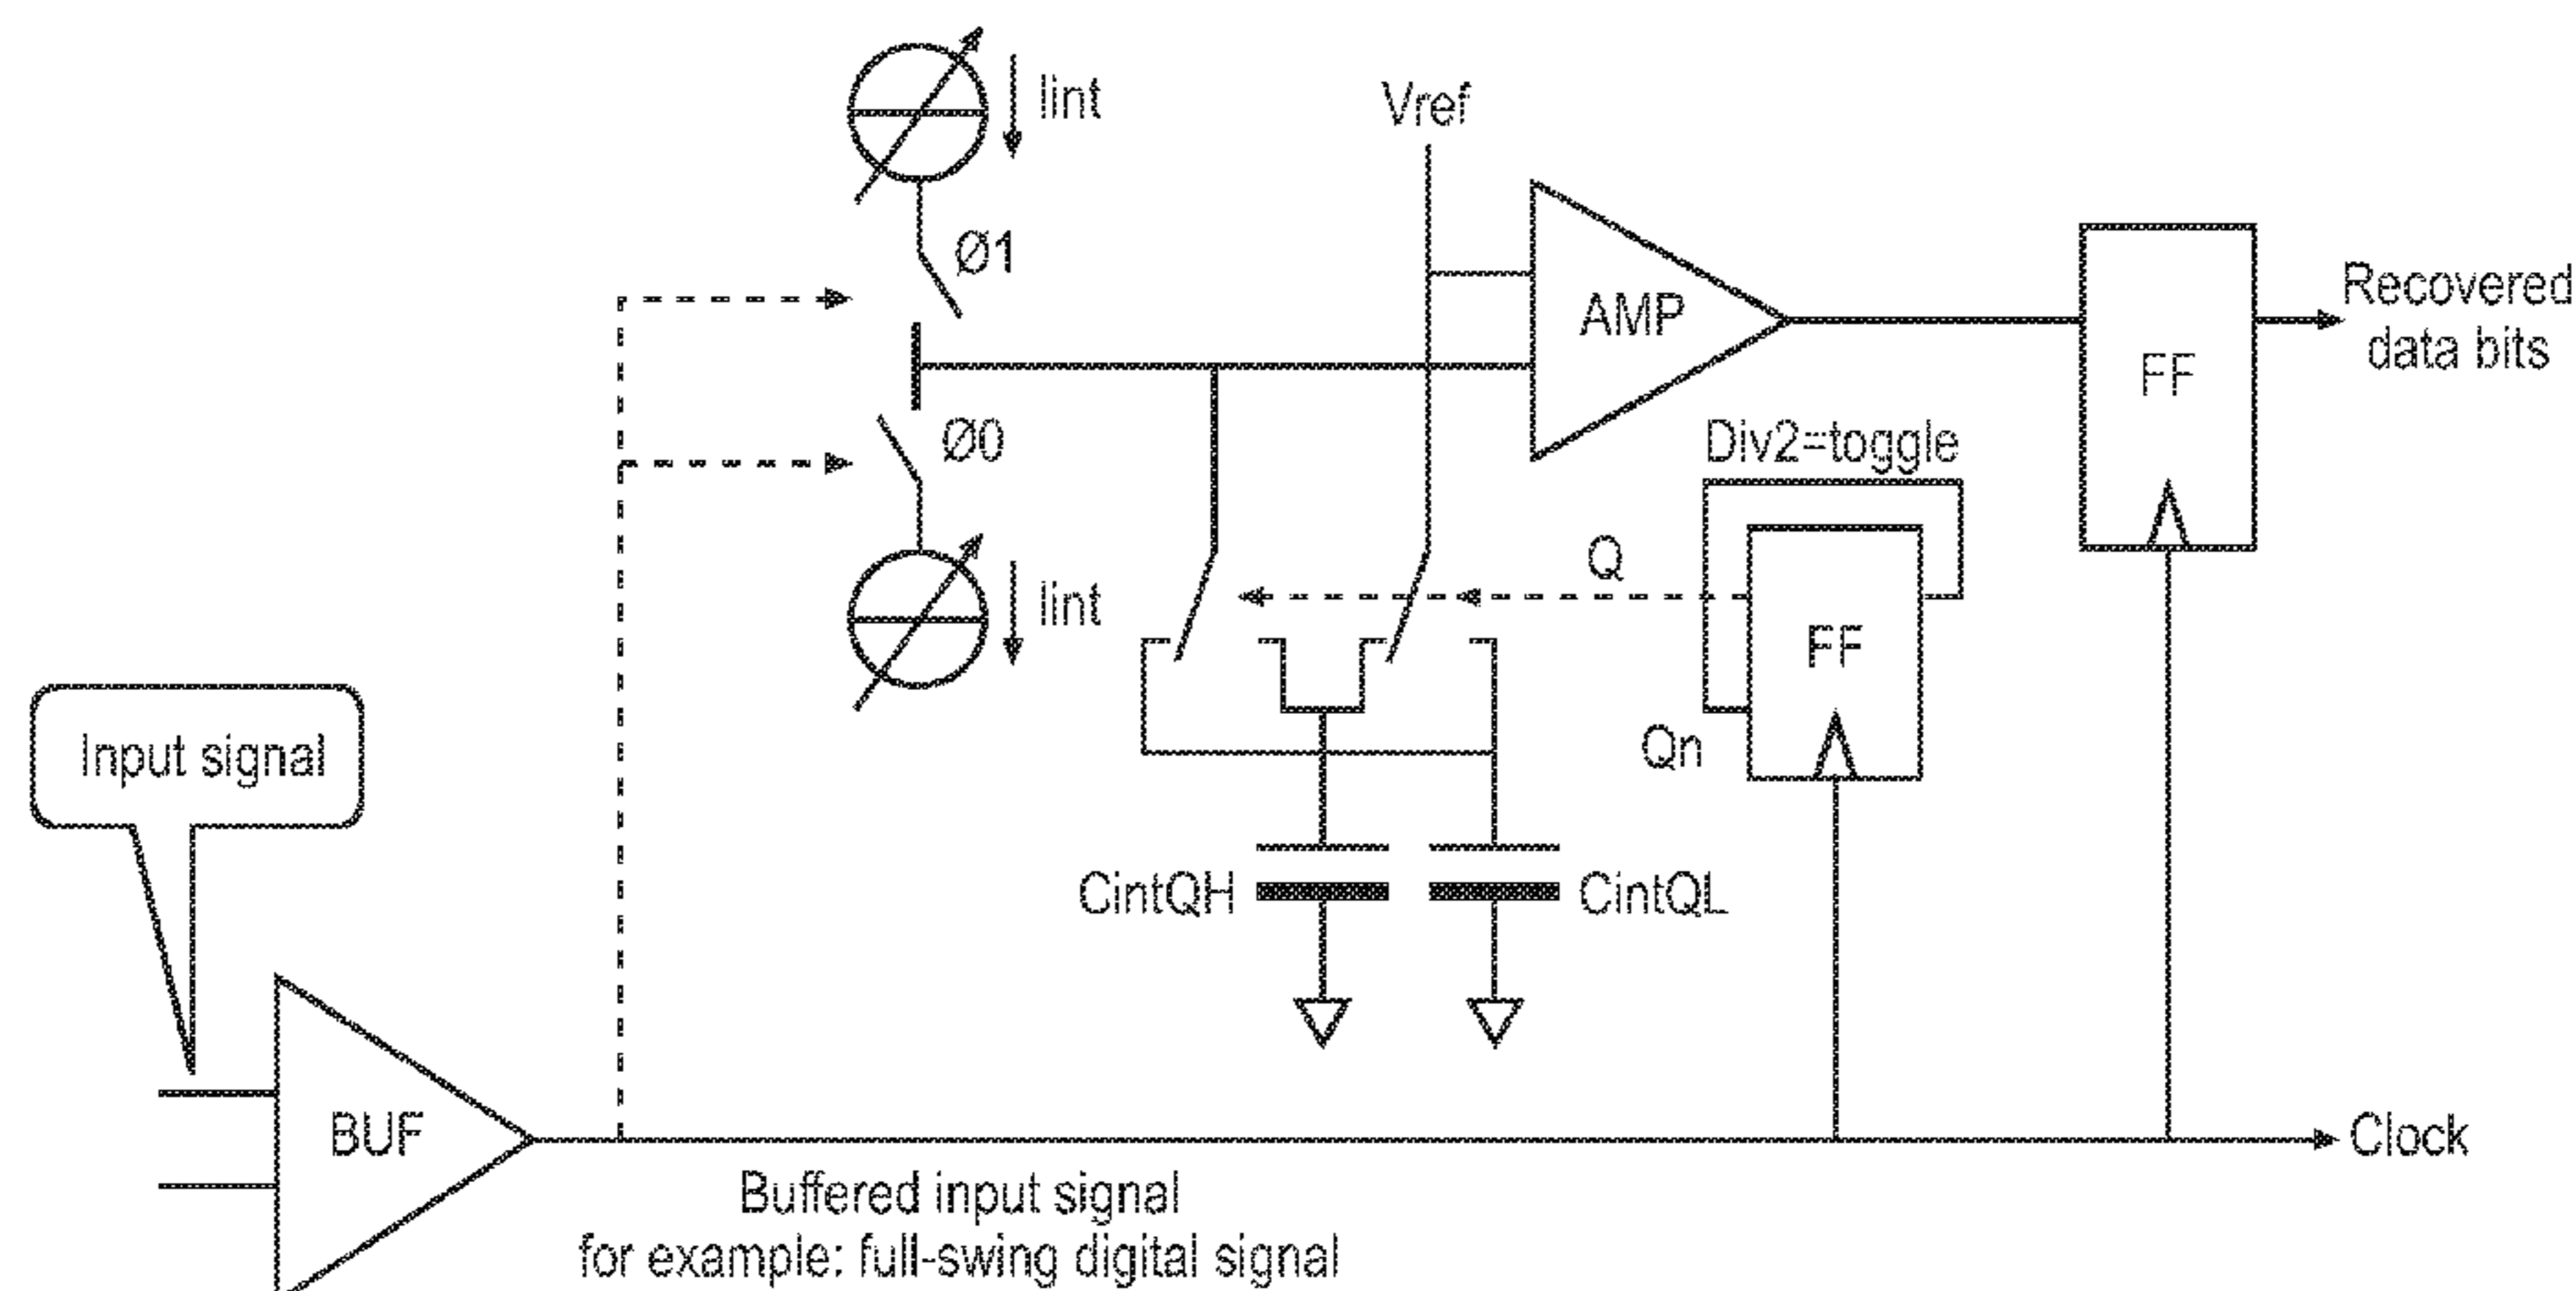 Iint
Vref
Ø1
AMP
Recovered
data bits
FF
Ø0
Div2=toggle
Q
Iint
FF
Qn
Input signal
CintQH
CintQL
BUF
Clock
Buffered input signal
for example: full-swing digital signal